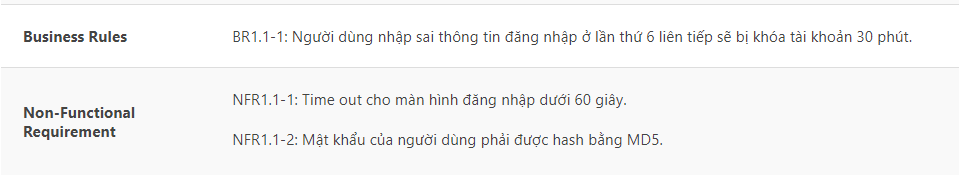 Business Rules
BR1.1-1: Người dùng nhập sai thông tin đăng nhập ở lần thứ 6 liên tiếp sẽ bị khóa tài khoản 30 phút.
Non-Functional
Requirement
NFR1.1-1: Time out cho màn hình đăng nhập dưới 60 giây.
NFR1.1-2: Mật khẩu của người dùng phải được hash bằng MD5.